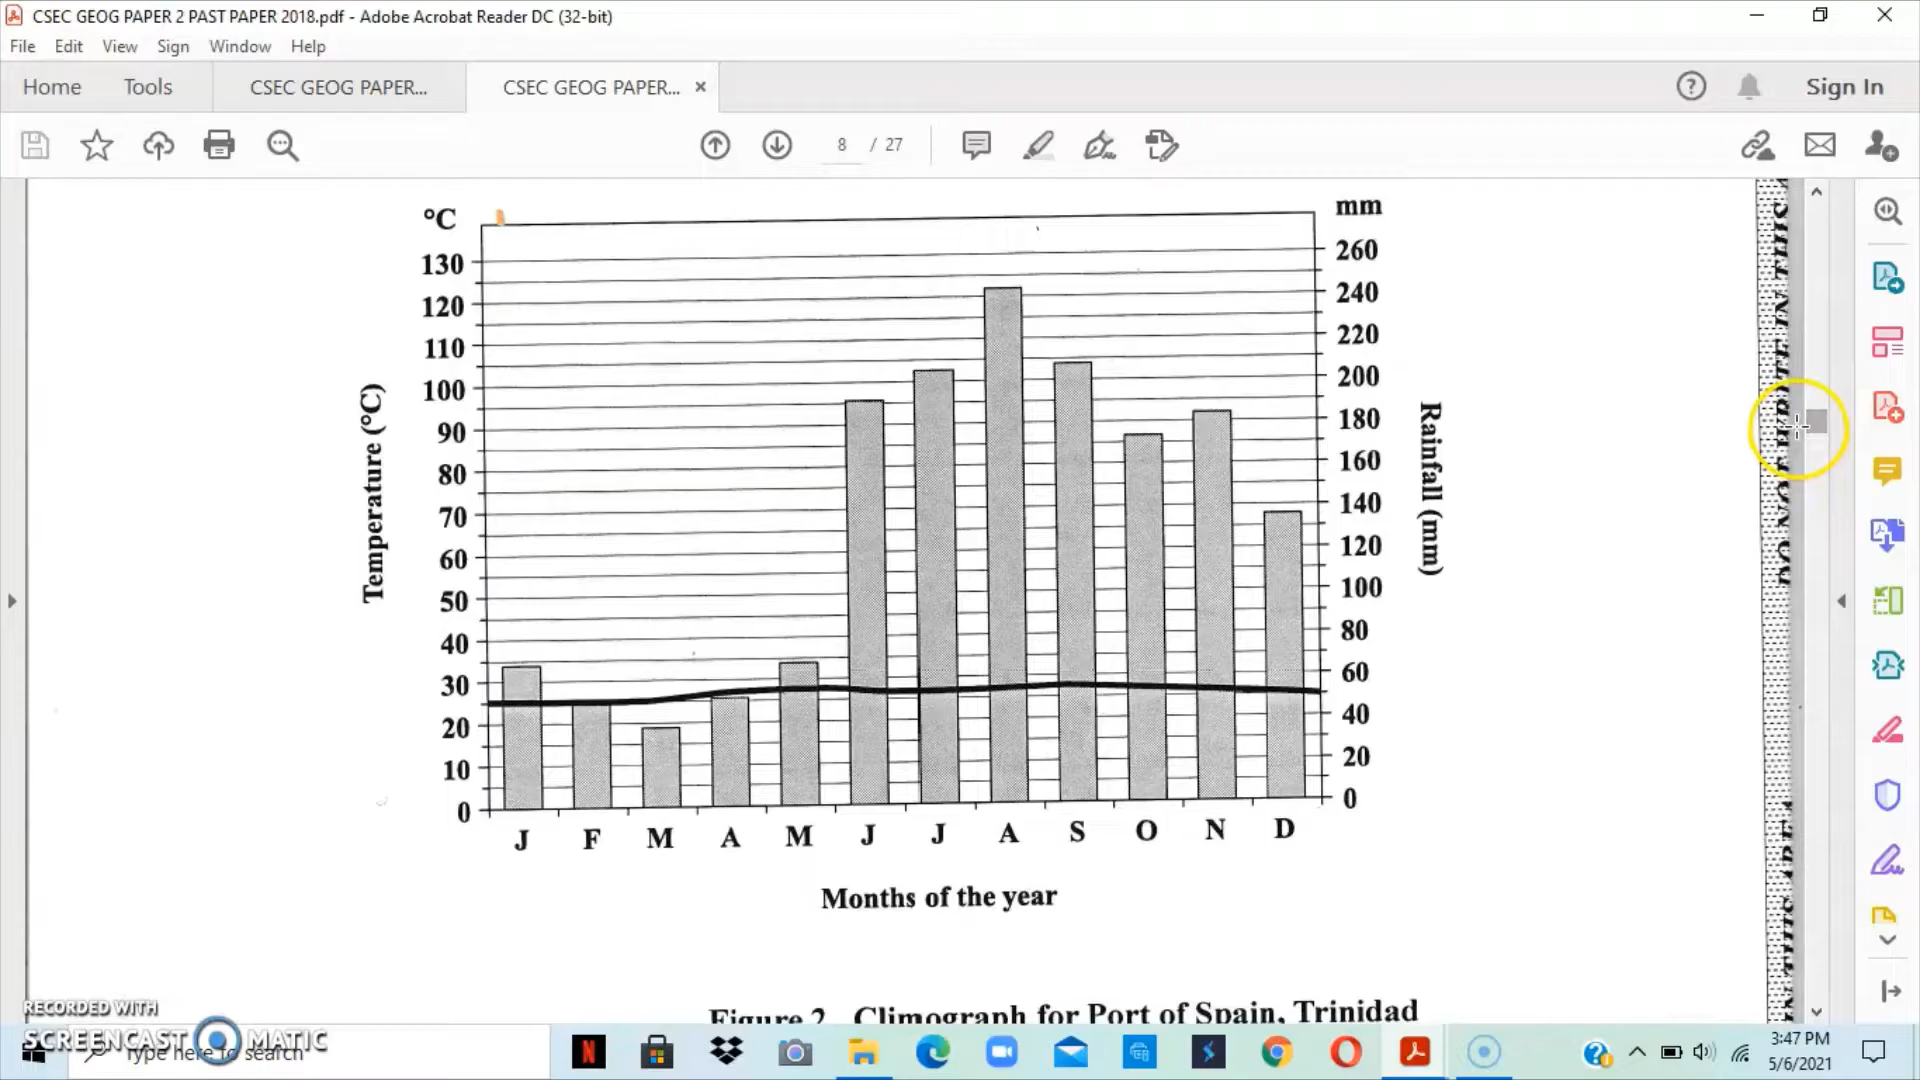 CSEC GEOG PAPER 2 PAST PAPER 2018.pdf - Adobe Acrobat Reader DC (32-bit)
File Edit View Sign Window Help
Home Tools CSEC GEOG PAPER... CSEC GEOG PAPER... × Sign In
8 / 27
°C mm
130 260
120 240
110 220
100 200
90 180
80 160
70 140
60 120
50 100
40 80
30 60
20 40
10 20
0 0
Temperature (°C)
Rainfall (mm)
J F M A M J J A S O N D
Months of the year
Figure 2. Climograph for Port of Spain, Trinidad
RECORDED WITH
SCREENCAST MATIC
Type here to search
3:47 PM
5/6/2021